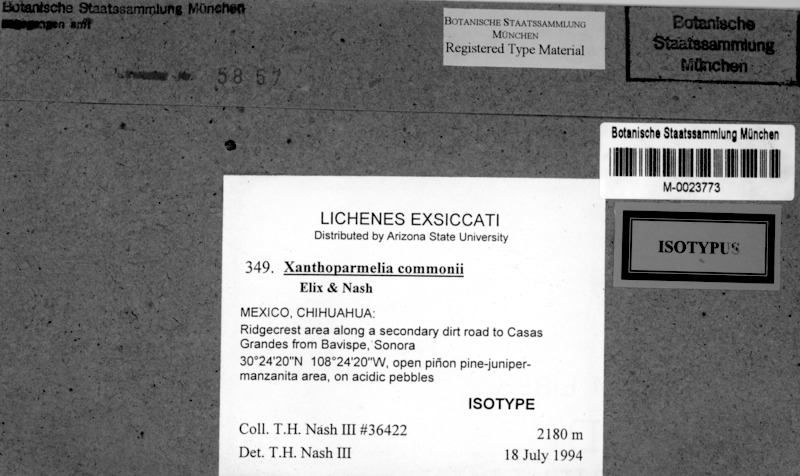 Botanische Staatssammlung München
58 57
BOTANISCHE STAATSSAMMLUNG
MÜNCHEN
Registered Type Material
Botanische
Staatssammlung
München
Botanische Staatssammlung München
M-0023773
ISOTYPUS
LICHENES EXSICCATI
Distributed by Arizona State University
349. Xanthoparmelia commonii
Elix & Nash
MEXICO, CHIHUAHUA:
Ridgecrest area along a secondary dirt road to Casas
Grandes from Bavispe, Sonora
30°24'20"N 108°24'20"W, open piñon pine-juniper-
manzanita area, on acidic pebbles
ISOTYPE
Coll. T.H. Nash III #36422 2180 m
Det. T.H. Nash III 18 July 1994